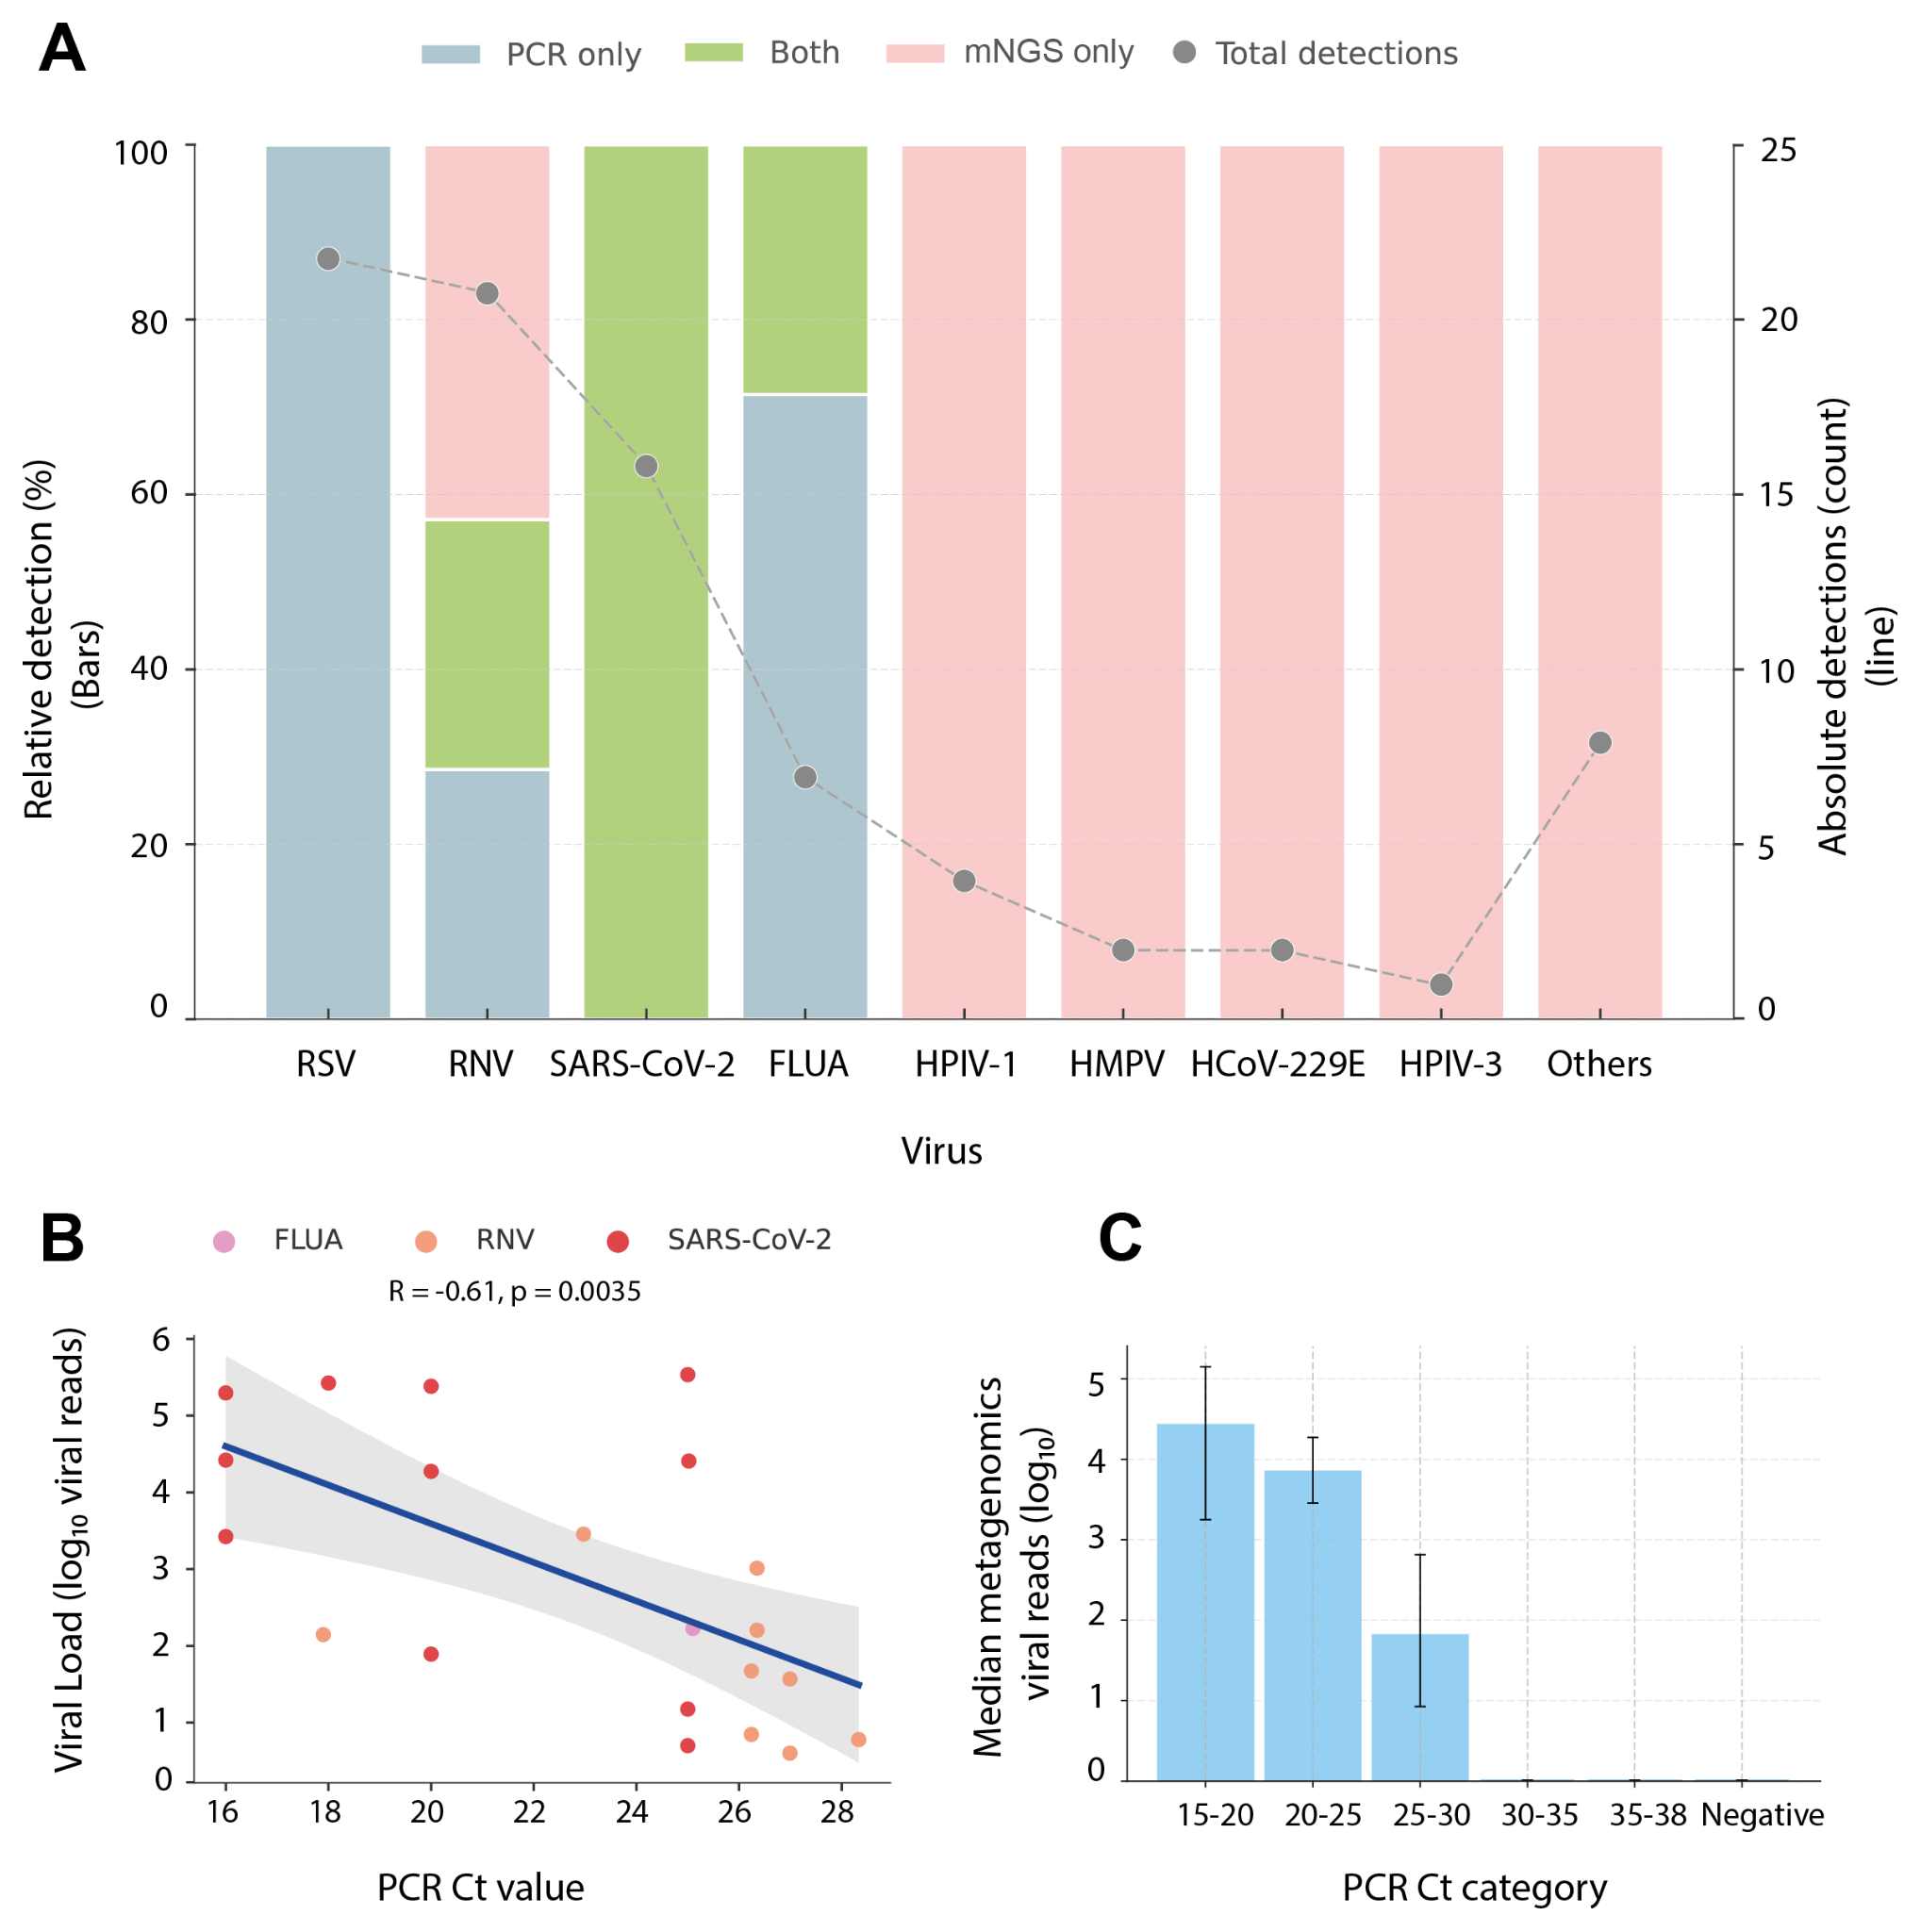 A
PCR only Both mNGS only Total detections
100
80
60
40
20
0
Relative detection (%)
(Bars)
25
20
15
10
5
0
Absolute detections (count)
(line)
RSV RNV SARS-CoV-2 FLUA HPIV-1 HMPV HCoV-229E HPIV-3 Others
Virus
B
FLUA RNV SARS-CoV-2
R = -0.61, p = 0.0035
Viral Load (log₁₀ viral reads)
6
5
4
3
2
1
0
16 18 20 22 24 26 28
PCR Ct value
C
Median metagenomics
viral reads (log₁₀)
5
4
3
2
1
0
15-20 20-25 25-30 30-35 35-38 Negative
PCR Ct category